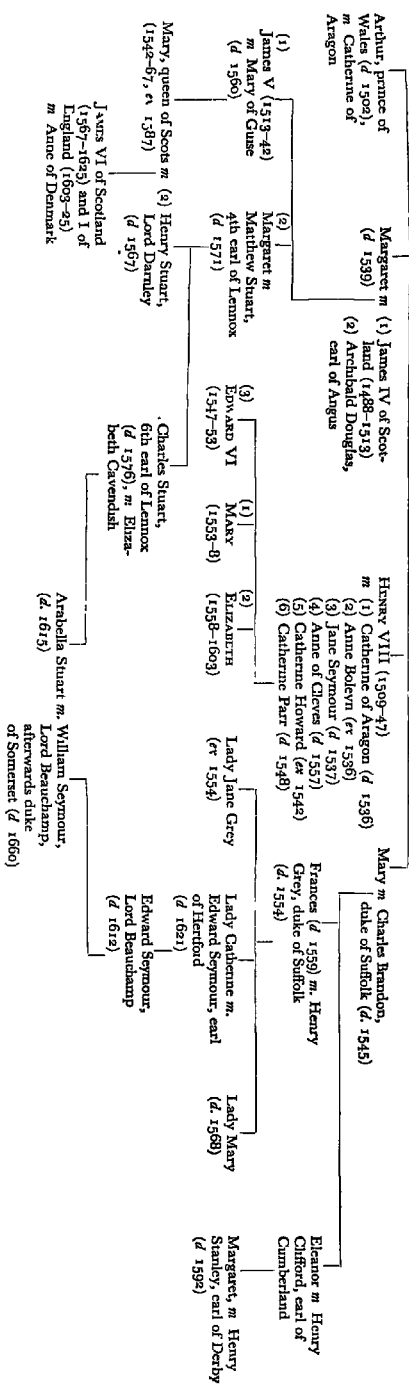 Arthur, prince of
Wales (d 1502),
m Catherine of
Aragon
Margaret m
(d 1539)
(1) James IV of Scot-
land (1488–1513)
(2) Archibald Douglas,
earl of Angus
HENRY VIII (1509–47)
m (1) Catherine of Aragon (d 1536)
(2) Anne Boleyn (ex 1536)
(3) Jane Seymour (d 1537)
(4) Anne of Cleves (d 1557)
(5) Catherine Howard (ex 1542)
(6) Catherine Parr (d 1548)
Mary m Charles Brandon,
duke of Suffolk (d. 1545)
(1)
James V (1513–42)
m Mary of Guise
(d 1560)
(2)
Margaret m
Matthew Stuart,
4th earl of Lennox
(d 1571)
(3)
EDWARD VI
(1547–53)
(1)
MARY
(1553–8)
(2)
ELIZABETH
(1558–1603)
Frances (d 1559) m. Henry
Grey, duke of Suffolk
(d. 1554)
Eleanor m Henry
Clifford, earl of
Cumberland
Mary, queen of Scots m
(1542–67, ex 1587)
(2) Henry Stuart,
Lord Darnley
(d 1567)
Charles Stuart,
6th earl of Lennox
(d 1576), m Eliza-
beth Cavendish
Lady Jane Grey
(ex 1554)
Lady Catherine m.
Edward Seymour, earl
of Hertford
(d 1621)
Lady Mary
(d. 1568)
Margaret, m Henry
Stanley, earl of Derby
(d 1592)
JAMES VI of Scotland
(1567–1625) and I of
England (1603–25)
m Anne of Denmark
Edward Seymour,
Lord Beauchamp
(d 1612)
Arabella Stuart m. William Seymour,
(d. 1615)
Lord Beauchamp,
afterwards duke
of Somerset (d 1660)